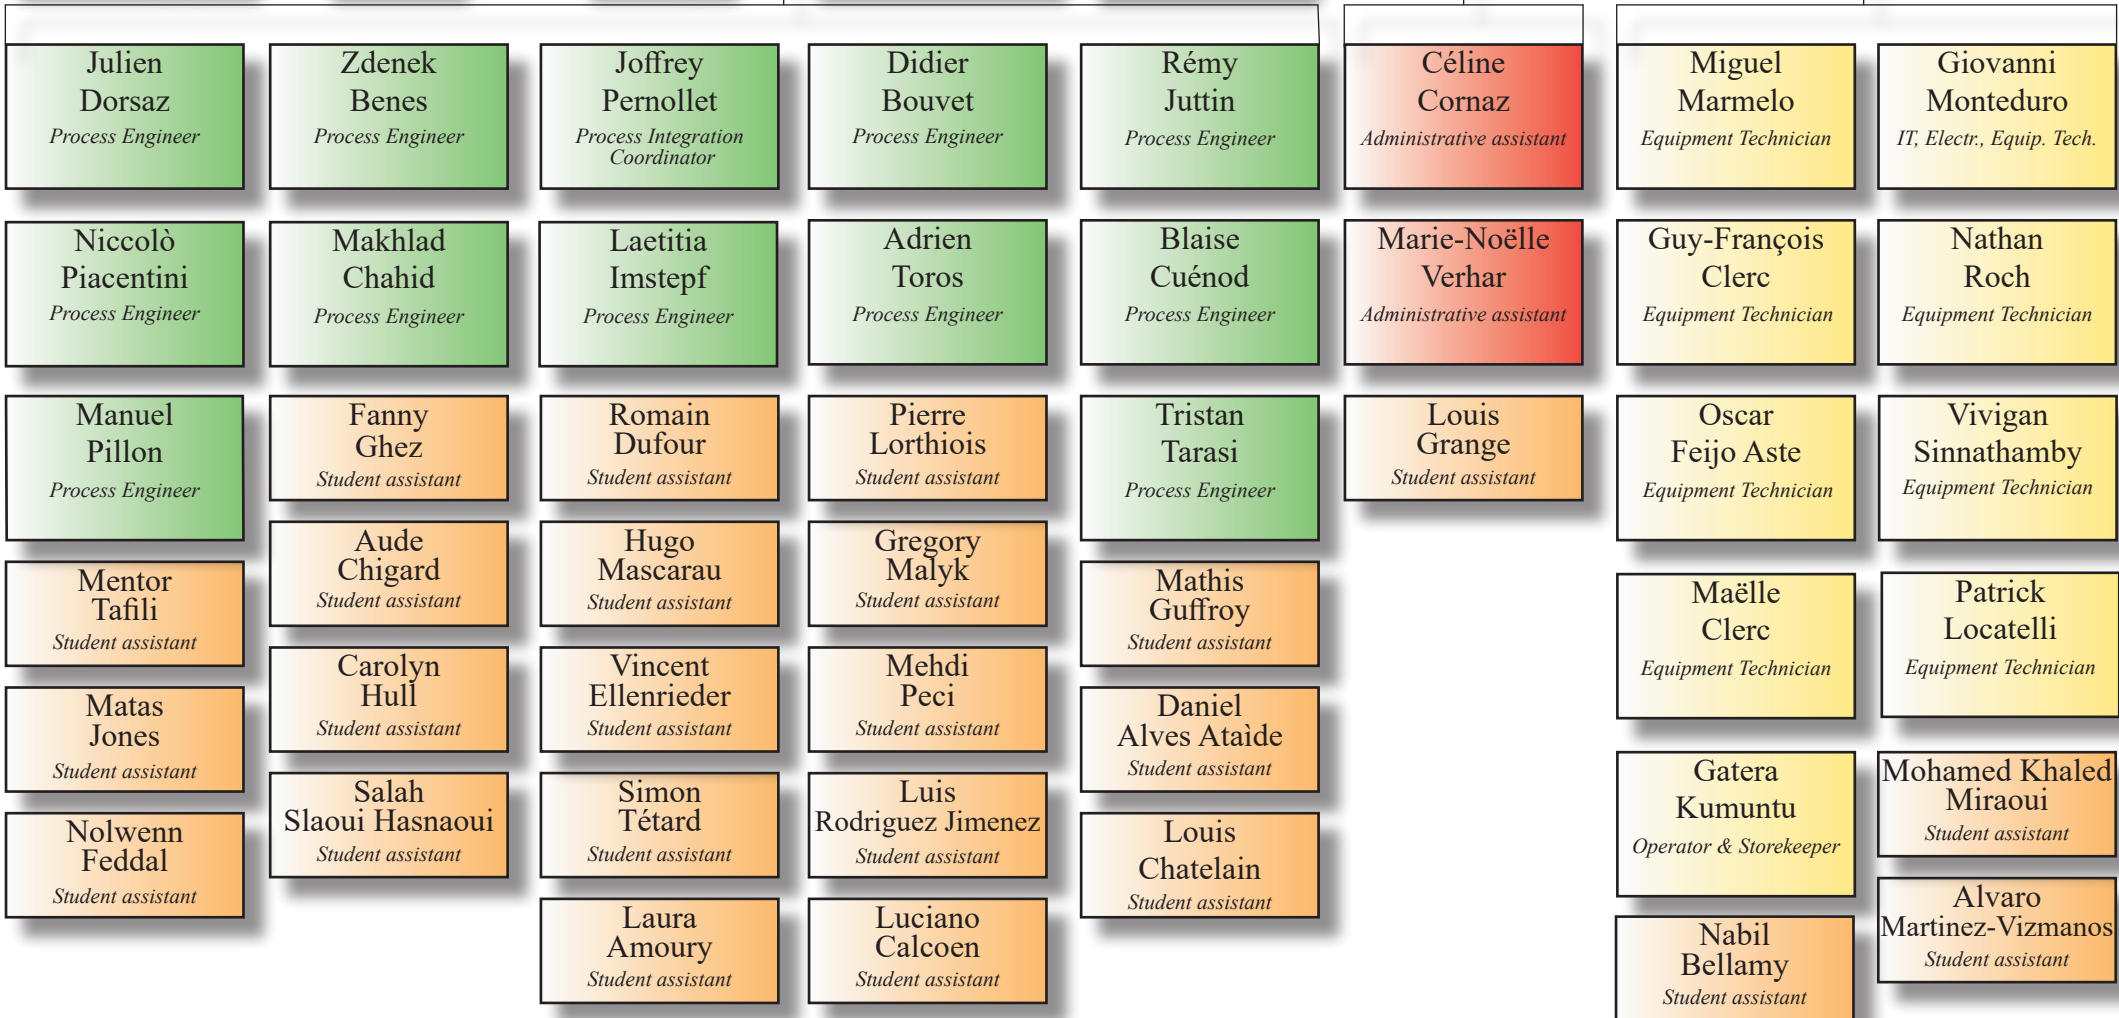 Julien
Dorsaz
Process Engineer
Zdenek
Benes
Process Engineer
Joffrey
Pernollet
Process Integration
Coordinator
Didier
Bouvet
Process Engineer
Rémy
Juttin
Process Engineer
Céline
Cornaz
Administrative assistant
Miguel
Marmelo
Equipment Technician
Giovanni
Monteduro
IT, Electr., Equip. Tech.
Niccolò
Piacentini
Process Engineer
Makhlad
Chahid
Process Engineer
Laetitia
Imstepf
Process Engineer
Adrien
Toros
Process Engineer
Blaise
Cuénod
Process Engineer
Marie-Noëlle
Verhar
Administrative assistant
Guy-François
Clerc
Equipment Technician
Nathan
Roch
Equipment Technician
Manuel
Pillon
Process Engineer
Fanny
Ghez
Student assistant
Romain
Dufour
Student assistant
Pierre
Lorthiois
Student assistant
Tristan
Tarasi
Process Engineer
Louis
Grange
Student assistant
Oscar
Feijo Aste
Equipment Technician
Vivigan
Sinnathamby
Equipment Technician
Aude
Chigard
Student assistant
Hugo
Mascarau
Student assistant
Gregory
Malyk
Student assistant
Mentor
Tafili
Student assistant
Mathis
Guffroy
Student assistant
Maëlle
Clerc
Equipment Technician
Patrick
Locatelli
Equipment Technician
Carolyn
Hull
Student assistant
Vincent
Ellenrieder
Student assistant
Mehdi
Peci
Student assistant
Matas
Jones
Student assistant
Daniel
Alves Ataìde
Student assistant
Gatera
Kumuntu
Operator & Storekeeper
Mohamed Khaled
Miraoui
Student assistant
Salah
Slaoui Hasnaoui
Student assistant
Simon
Tétard
Student assistant
Luis
Rodriguez Jimenez
Student assistant
Nolwenn
Feddal
Student assistant
Louis
Chatelain
Student assistant
Alvaro
Martinez-Vizmanos
Student assistant
Laura
Amoury
Student assistant
Luciano
Calcoen
Student assistant
Nabil
Bellamy
Student assistant